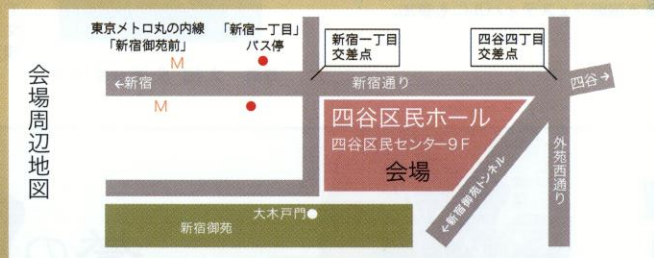 会場周辺地図
東京メトロ丸の内線
「新宿御苑前」
「新宿一丁目」
バス停
新宿一丁目
交差点
四谷四丁目
交差点
M
←新宿
新宿通り
四谷→
M
四谷区民ホール
四谷区民センター9F
会場
外苑西通り
←新宿御苑トンネル
大木戸門
新宿御苑